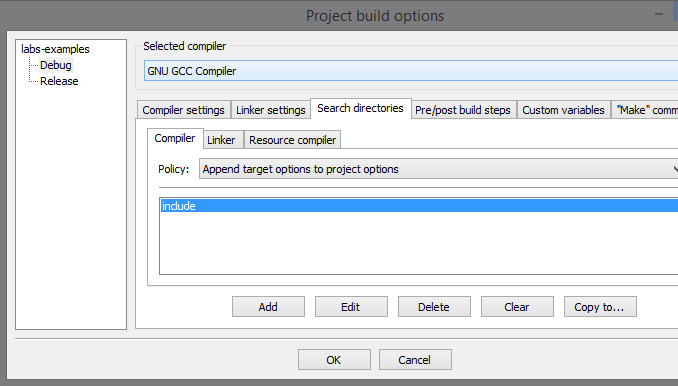 Project build options
labs-examples
Debug
Release
Selected compiler
GNU GCC Compiler
Compiler settings Linker settings Search directories Pre/post build steps Custom variables "Make" comm
Compiler Linker Resource compiler
Policy: Append target options to project options
include
Add Edit Delete Clear Copy to...
OK Cancel